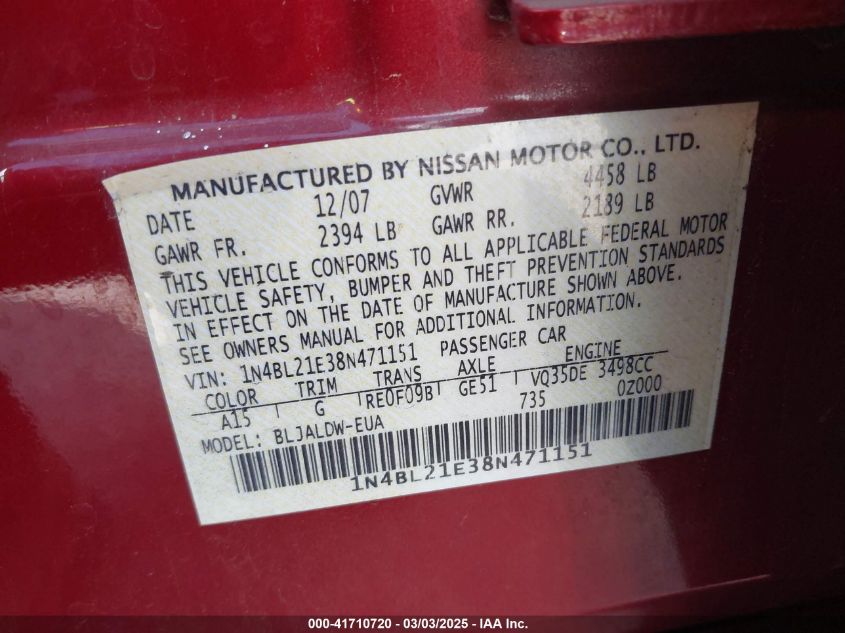 MANUFACTURED BY NISSAN MOTOR CO., LTD.
DATE 12/07 GVWR 4458 LB
GAWR FR. 2394 LB GAWR RR. 2189 LB
THIS VEHICLE CONFORMS TO ALL APPLICABLE FEDERAL MOTOR
VEHICLE SAFETY, BUMPER AND THEFT PREVENTION STANDARDS
IN EFFECT ON THE DATE OF MANUFACTURE SHOWN ABOVE.
SEE OWNERS MANUAL FOR ADDITIONAL INFORMATION.
VIN: 1N4BL21E38N471151 PASSENGER CAR
COLOR TRIM TRANS AXLE ENGINE
A15 G RE0F09B GE51 VQ35DE 3498CC
735 0Z000
MODEL: BLJALDW-EUA
1N4BL21E38N471151
000-41710720 — 03/03/2025 - IAA Inc.